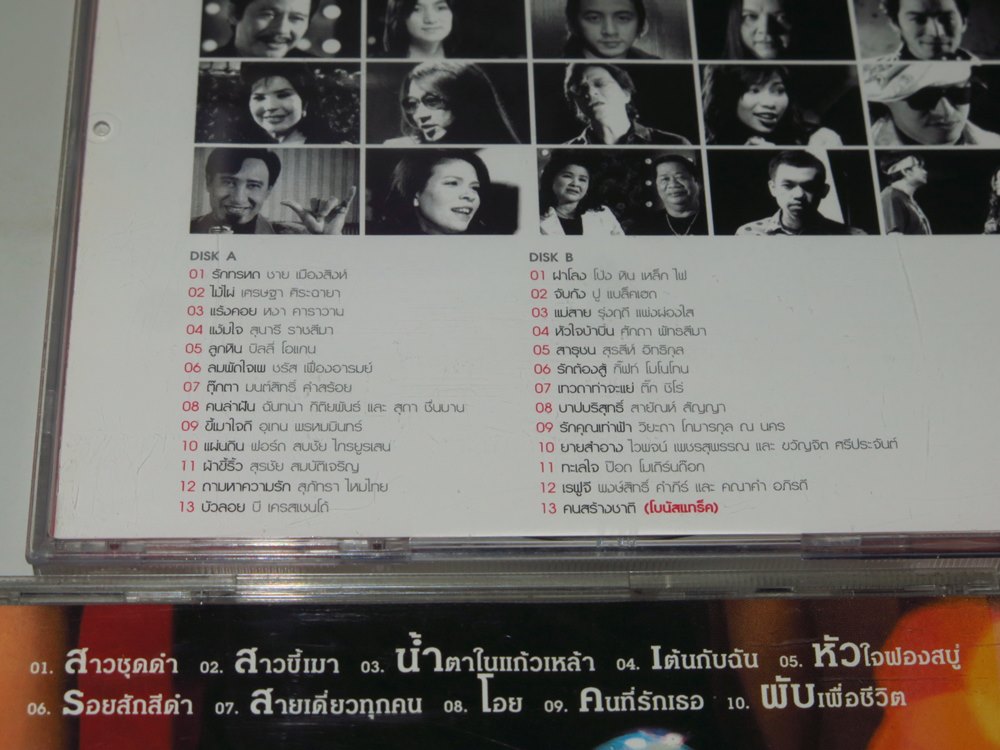 DISK A
01 รักทรหด ชาย เมืองสิงห์
02 ไม้ไผ่ เศรษฐา ศิระฉายา
03 แร้งคอย หงา คาราวาน
04 แง้มใจ สุนารี ราชสีมา
05 ลูกหิน บิลลี่ โอแกน
06 ลมพัดใจเพ ชรัส เฟื่องอารมย์
07 ตุ๊กตา มนต์สิทธิ์ คำสร้อย
08 คนล่าฝัน ฉันทนา กิติยพันธ์ และ สุดา ชื่นบาน
09 ขี้เมาใจดี อุเทน พรหมมินทร์
10 แผ่นดิน ฟอร์ด สบชัย ไกรยูรเสน
11 ผ้าขี้ริ้ว สุรชัย สมบัติเจริญ
12 ถามหาความรัก สุภัทรา ไหมไทย
13 บัวลอย บี เครสเชนโด้
DISK B
01 ฝาโลง โป่ง หิน เหล็ก ไฟ
02 จับกัง ปู แบล็คเฮด
03 แม่สาย รุ่งฤดี แพ่งผ่องใส
04 หัวใจบ้าบิ่น ศักดา พัทธสีมา
05 สาธุชน สุรสีห์ อิทธิกุล
06 รักต้องสู้ กิ๊ฟท์ โมโนโทน
07 เทวดาท่าจะแย่ ติ๊ก ชิโร่
08 บาปบริสุทธิ์ สายัณห์ สัญญา
09 รักคุณเท่าฟ้า วิยะดา โกมารกุล ณ นคร
10 ยายสำอาง ไวพจน์ เพชรสุพรรณ และ ขวัญจิต ศรีประจันต์
11 ทะเลใจ ป๊อด โมเดิร์นด๊อก
12 เรฟูจี พงษ์สิทธิ์ คำภีร์ และ คณาคำ อภิรดี
13 คนสร้างชาติ (โบนัสแทร็ค)
01. สาวชุดดำ 02. สาวขี้เมา 03. น้ำตาในแก้วเหล้า 04. เต้นกับฉัน 05. หัวใจฟองสบู่
06. รอยสักสีดำ 07. สายเดี่ยวทุกคน 08. โอย 09. คนที่รักเธอ 10. ผับเพื่อชีวิต